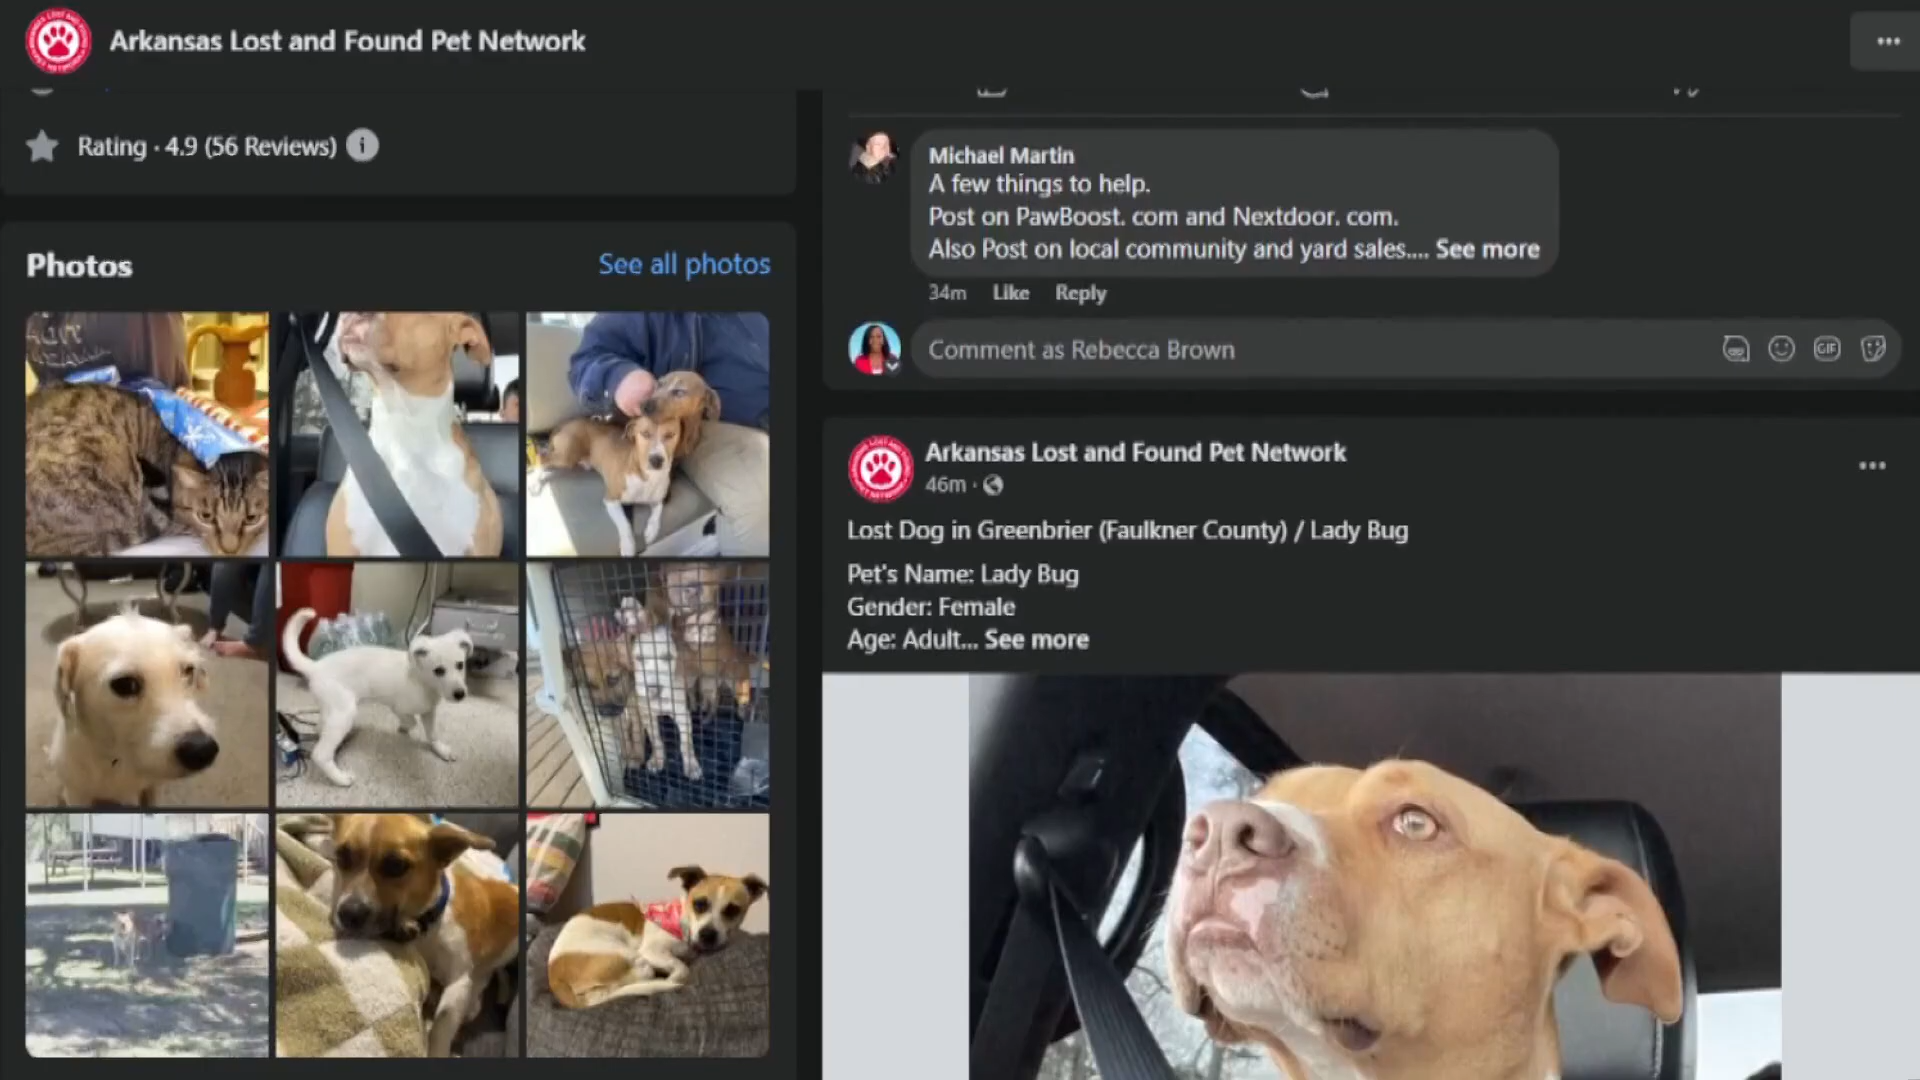 Arkansas Lost and Found Pet Network
Rating · 4.9 (56 Reviews)
Photos
See all photos
Michael Martin
A few things to help.
Post on PawBoost. com and Nextdoor. com.
Also Post on local community and yard sales.... See more
34m Like Reply
Comment as Rebecca Brown
GIF
Arkansas Lost and Found Pet Network
46m ·
Lost Dog in Greenbrier (Faulkner County) / Lady Bug
Pet's Name: Lady Bug
Gender: Female
Age: Adult... See more